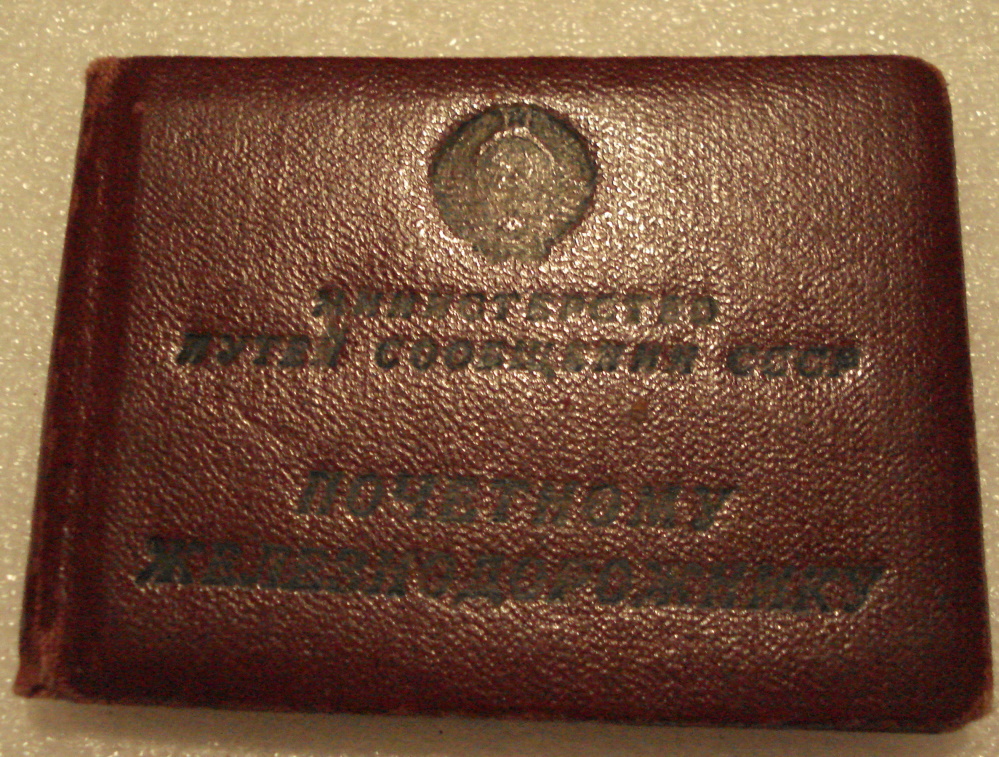 МИНИСТЕРСТВО
ПУТЕЙ СООБЩЕНИЯ СССР
ПОЧЕТНОМУ
ЖЕЛЕЗНОДОРОЖНИКУ